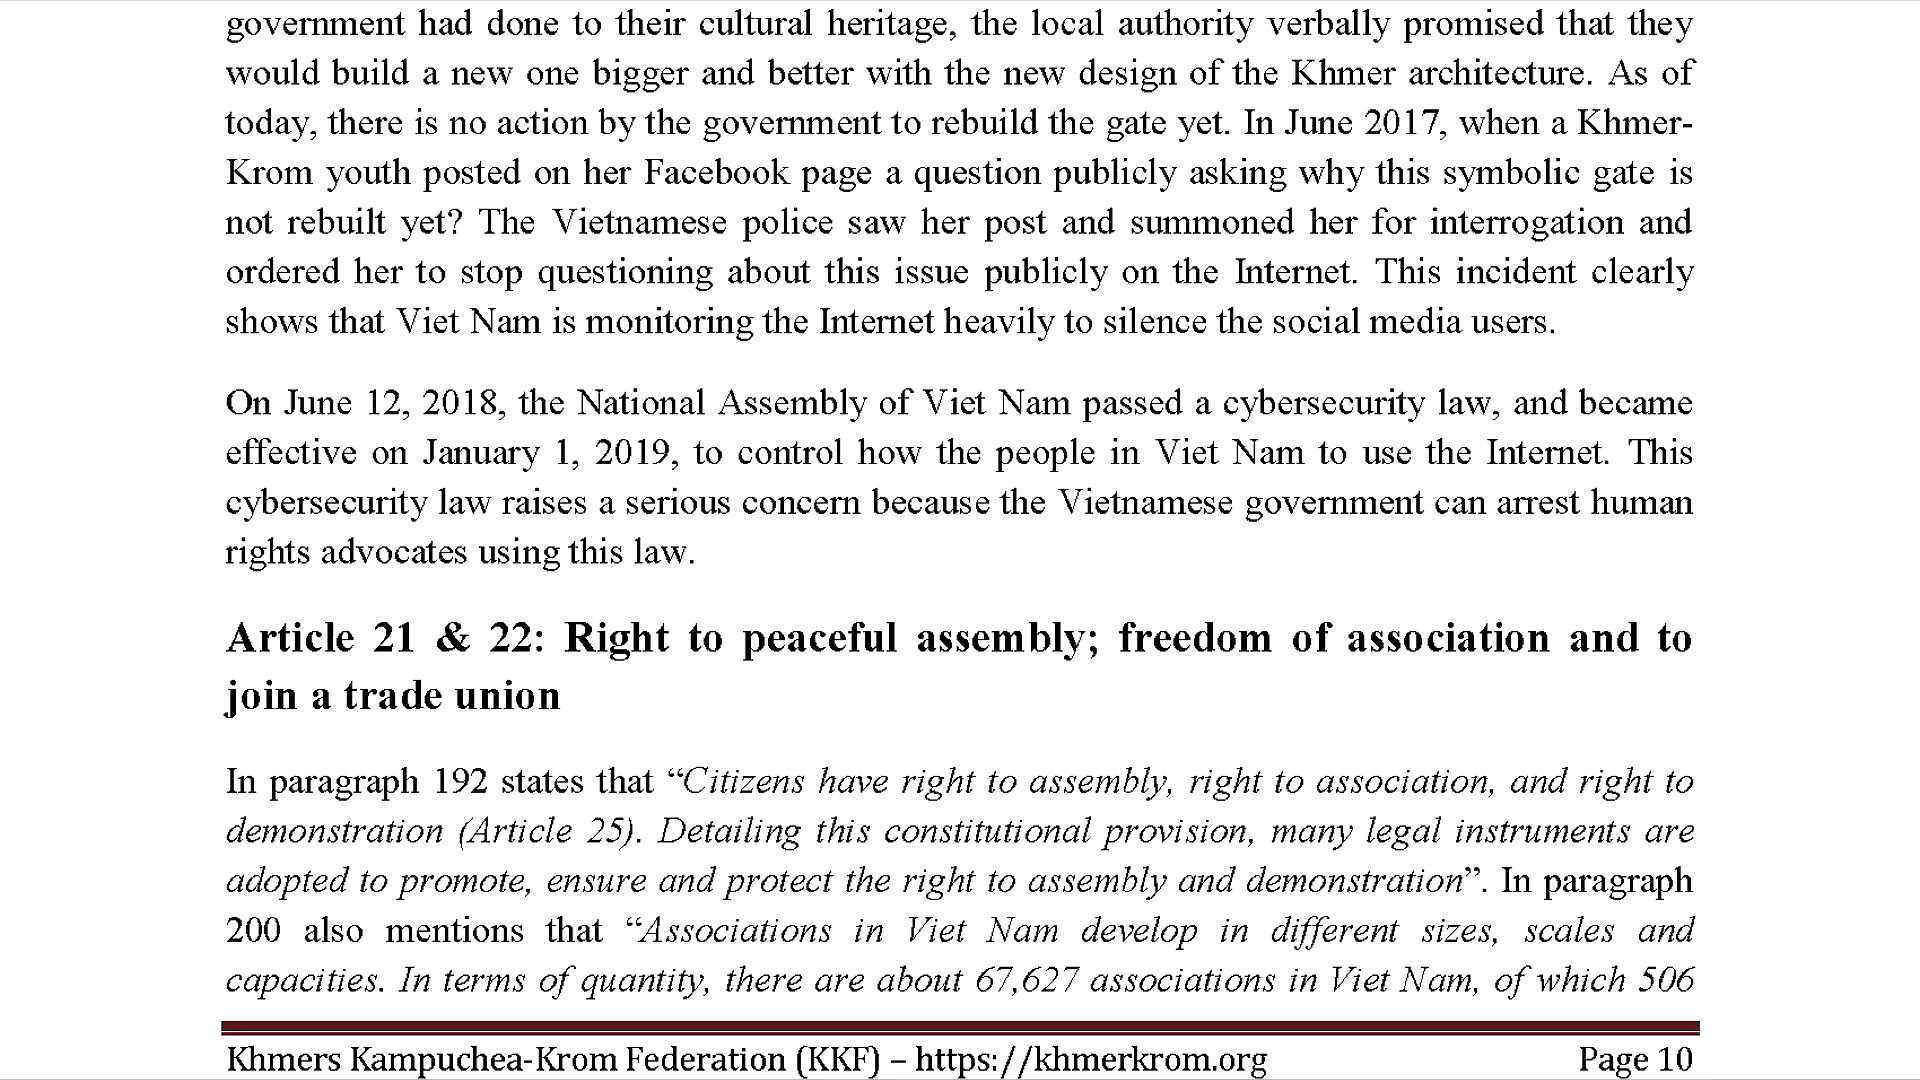 government had done to their cultural heritage, the local authority verbally promised that they
would build a new one bigger and better with the new design of the Khmer architecture. As of
today, there is no action by the government to rebuild the gate yet. In June 2017, when a Khmer-
Krom youth posted on her Facebook page a question publicly asking why this symbolic gate is
not rebuilt yet? The Vietnamese police saw her post and summoned her for interrogation and
ordered her to stop questioning about this issue publicly on the Internet. This incident clearly
shows that Viet Nam is monitoring the Internet heavily to silence the social media users.
On June 12, 2018, the National Assembly of Viet Nam passed a cybersecurity law, and became
effective on January 1, 2019, to control how the people in Viet Nam to use the Internet. This
cybersecurity law raises a serious concern because the Vietnamese government can arrest human
rights advocates using this law.
Article 21 & 22: Right to peaceful assembly; freedom of association and to
join a trade union
In paragraph 192 states that “Citizens have right to assembly, right to association, and right to
demonstration (Article 25). Detailing this constitutional provision, many legal instruments are
adopted to promote, ensure and protect the right to assembly and demonstration”. In paragraph
200 also mentions that “Associations in Viet Nam develop in different sizes, scales and
capacities. In terms of quantity, there are about 67,627 associations in Viet Nam, of which 506
Khmers Kampuchea-Krom Federation (KKF) – https://khmerkrom.org Page 10